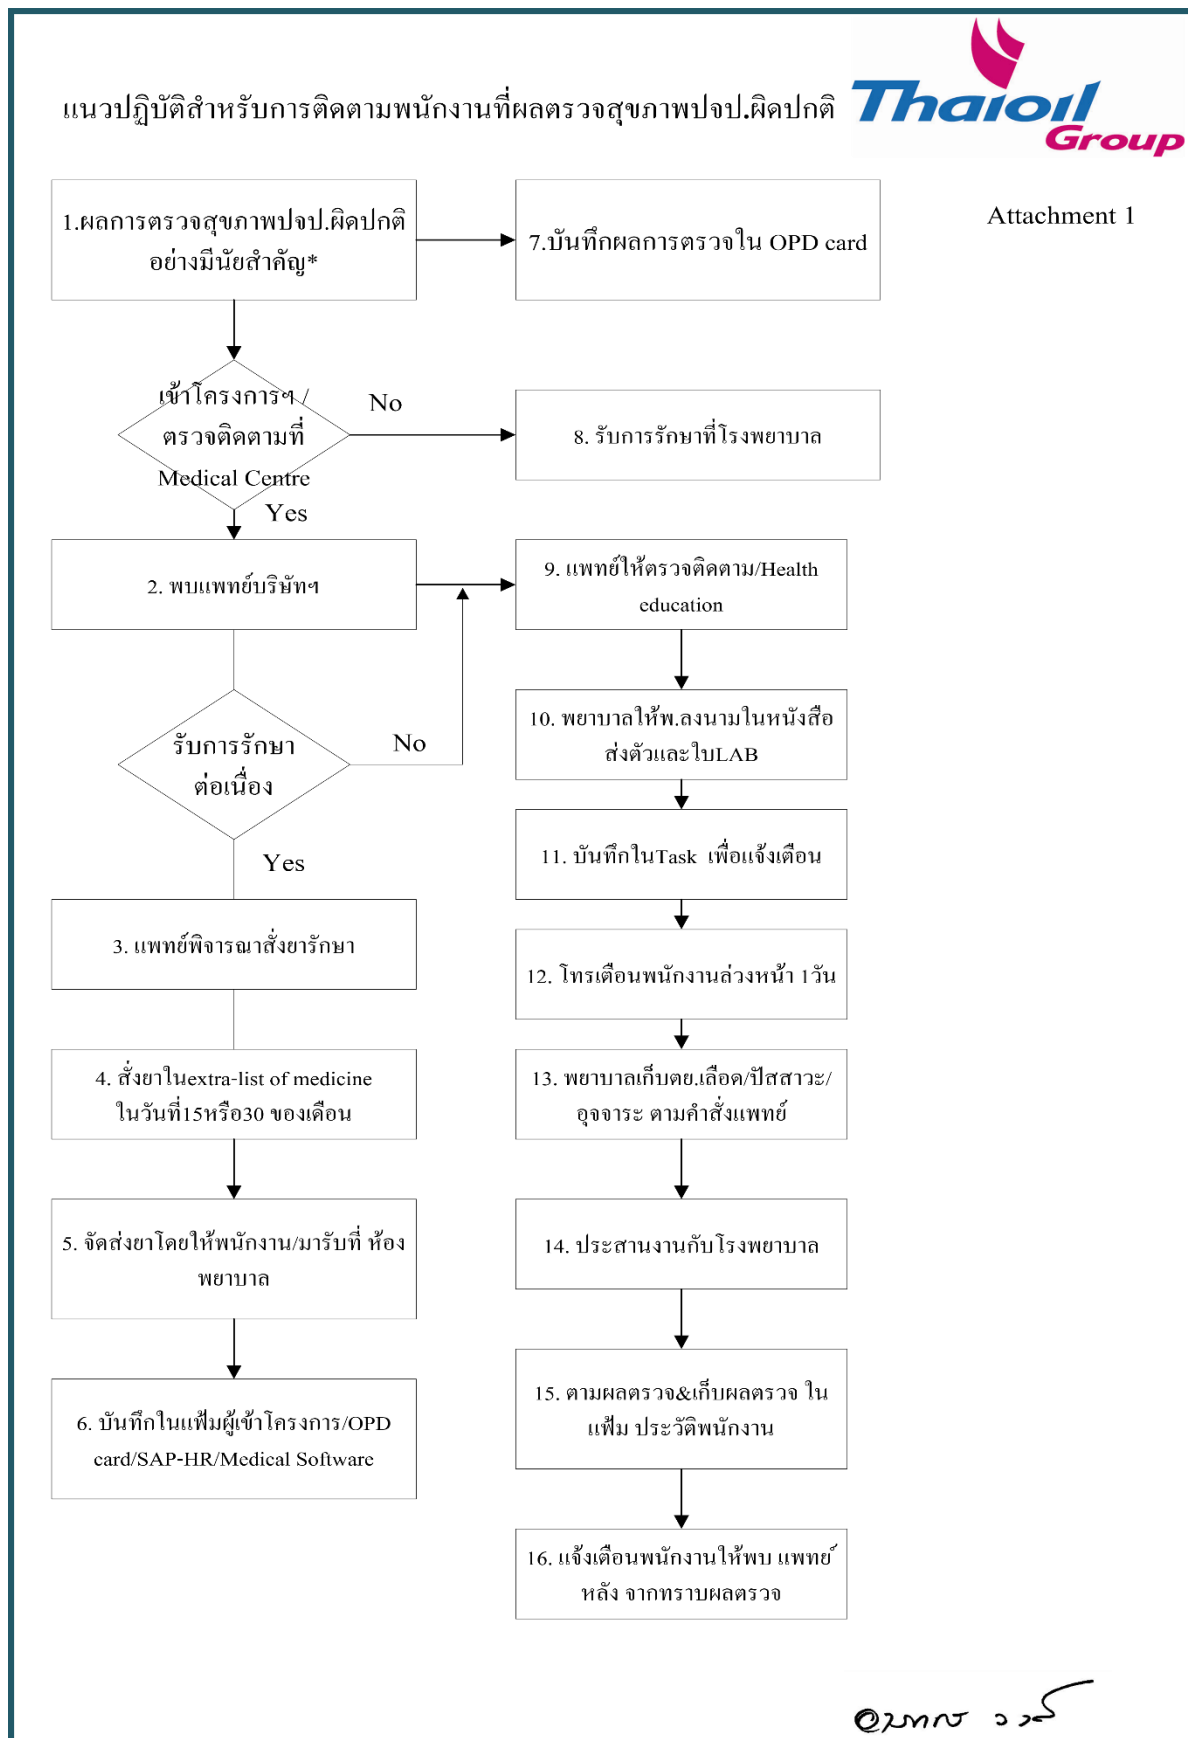 แนวปฏิบัติสำหรับการติดตามพนักงานที่ผลตรวจสุขภาพปจป.ผิดปกติ
Thaioil
Group
Attachment 1
1.ผลการตรวจสุขภาพปจป.ผิดปกติ
อย่างมีนัยสำคัญ*
7.บันทึกผลการตรวจใน OPD card
เข้าโครงการฯ /
ตรวจติดตามที่
Medical Centre
No
8. รับการรักษาที่โรงพยาบาล
Yes
2. พบแพทย์บริษัทฯ
9. แพทย์ให้ตรวจติดตาม/Health
education
10. พยาบาลให้พ.ลงนามในหนังสือ
ส่งตัวและใบLAB
รับการรักษา
ต่อเนื่อง
No
11. บันทึกในTask เพื่อแจ้งเตือน
Yes
3. แพทย์พิจารณาสั่งยารักษา
12. โทรเตือนพนักงานล่วงหน้า 1วัน
4. สั่งยาในextra-list of medicine
ในวันที่15หรือ30 ของเดือน
13. พยาบาลเก็บตย.เลือด/ปัสสาวะ/
อุจจาระ ตามคำสั่งแพทย์
5. จัดส่งยาโดยให้พนักงาน/มารับที่ ห้อง
พยาบาล
14. ประสานงานกับโรงพยาบาล
6. บันทึกในแฟ้มผู้เข้าโครงการ/OPD
card/SAP-HR/Medical Software
15. ตามผลตรวจ&เก็บผลตรวจ ใน
แฟ้ม ประวัติพนักงาน
16. แจ้งเตือนพนักงานให้พบ แพทย์
หลัง จากทราบผลตรวจ